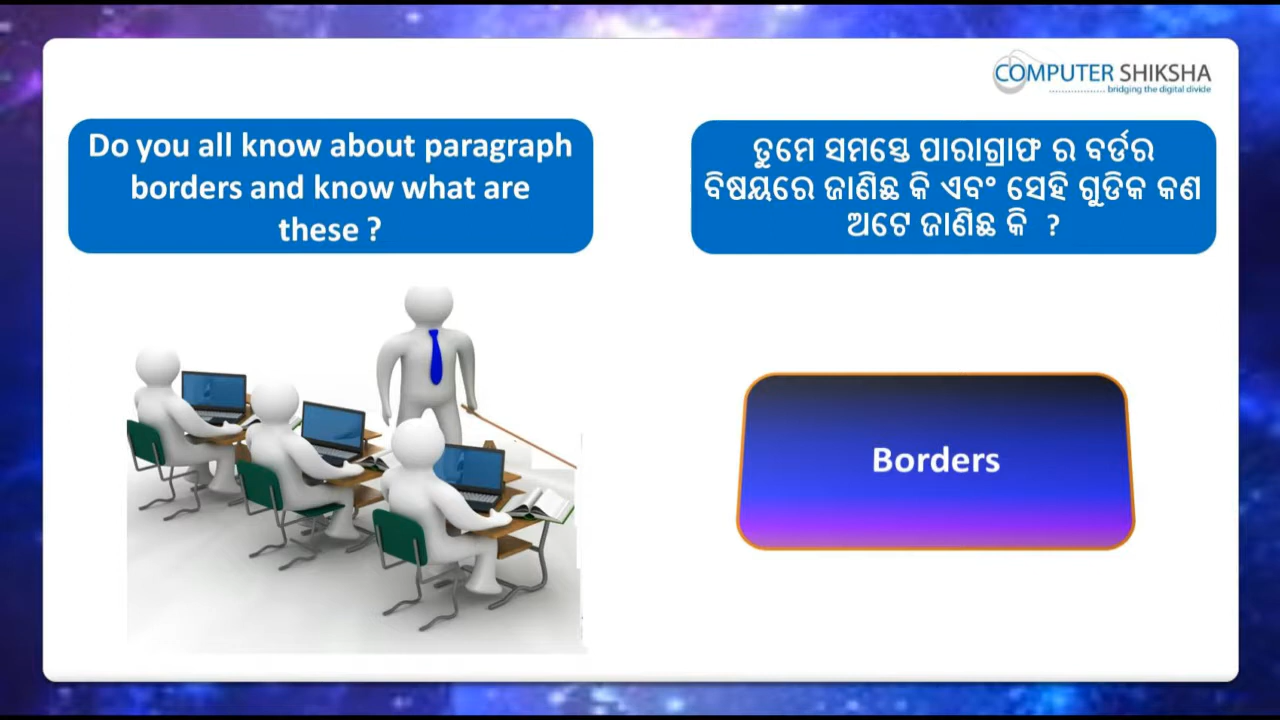 COMPUTER SHIKSHA
bridging the digital divide
Do you all know about paragraph
borders and know what are
these ?
ତୁମେ ସମସ୍ତେ ପାରାଗ୍ରାଫ ର ବର୍ଡର
ବିଷୟରେ ଜାଣିଛ କି ଏବଂ ସେହି ଗୁଡିକ କଣ
ଅଟେ ଜାଣିଛ କି ?
Borders